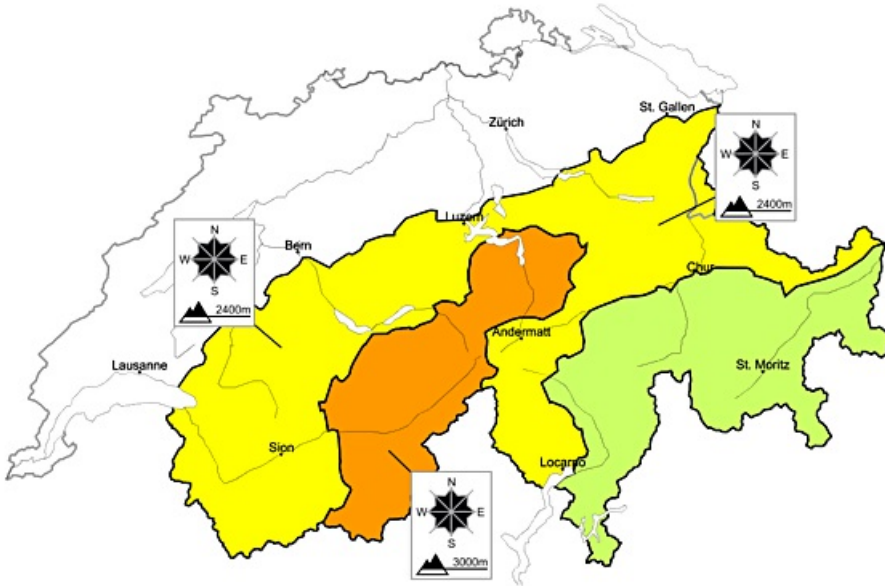 St. Gallen
Zürich
N
W E
S
2400m
Luzern
N
W E
S
2400m
Bern
Chur
Andermatt
Lausanne
St. Moritz
Sion
Locarno
N
W E
S
3000m